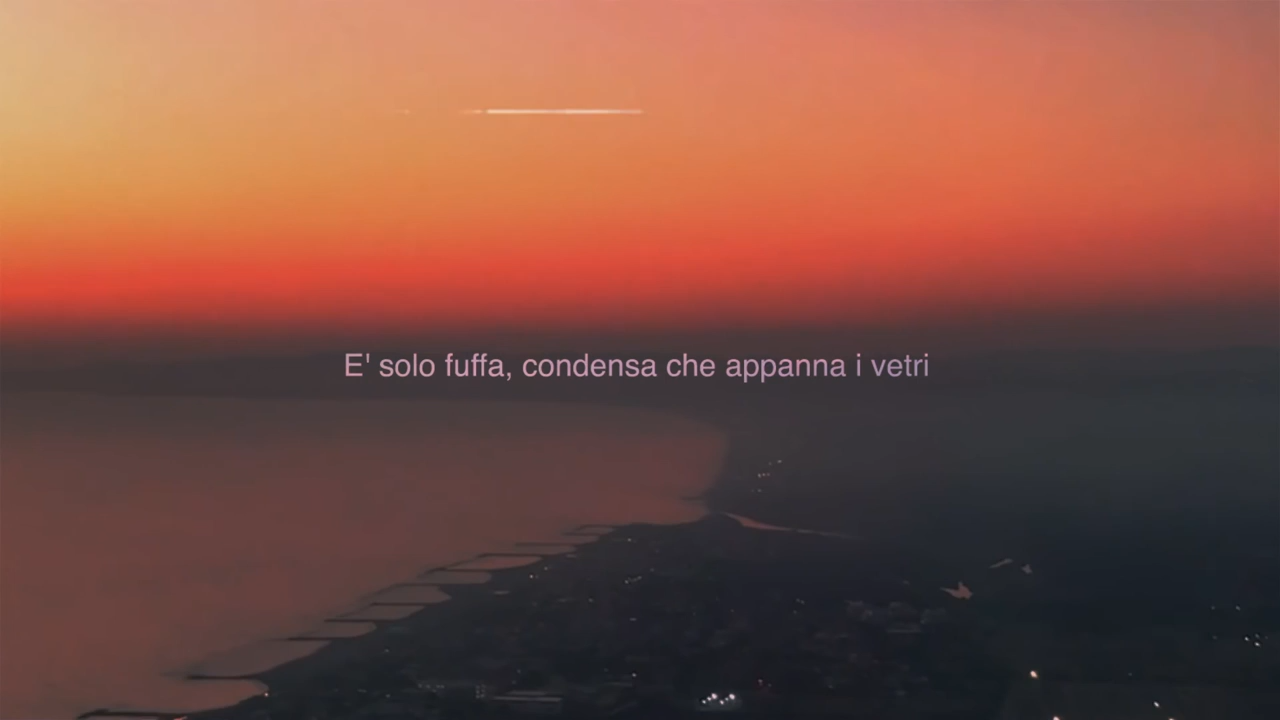 E' solo fuffa, condensa che appanna i vetri